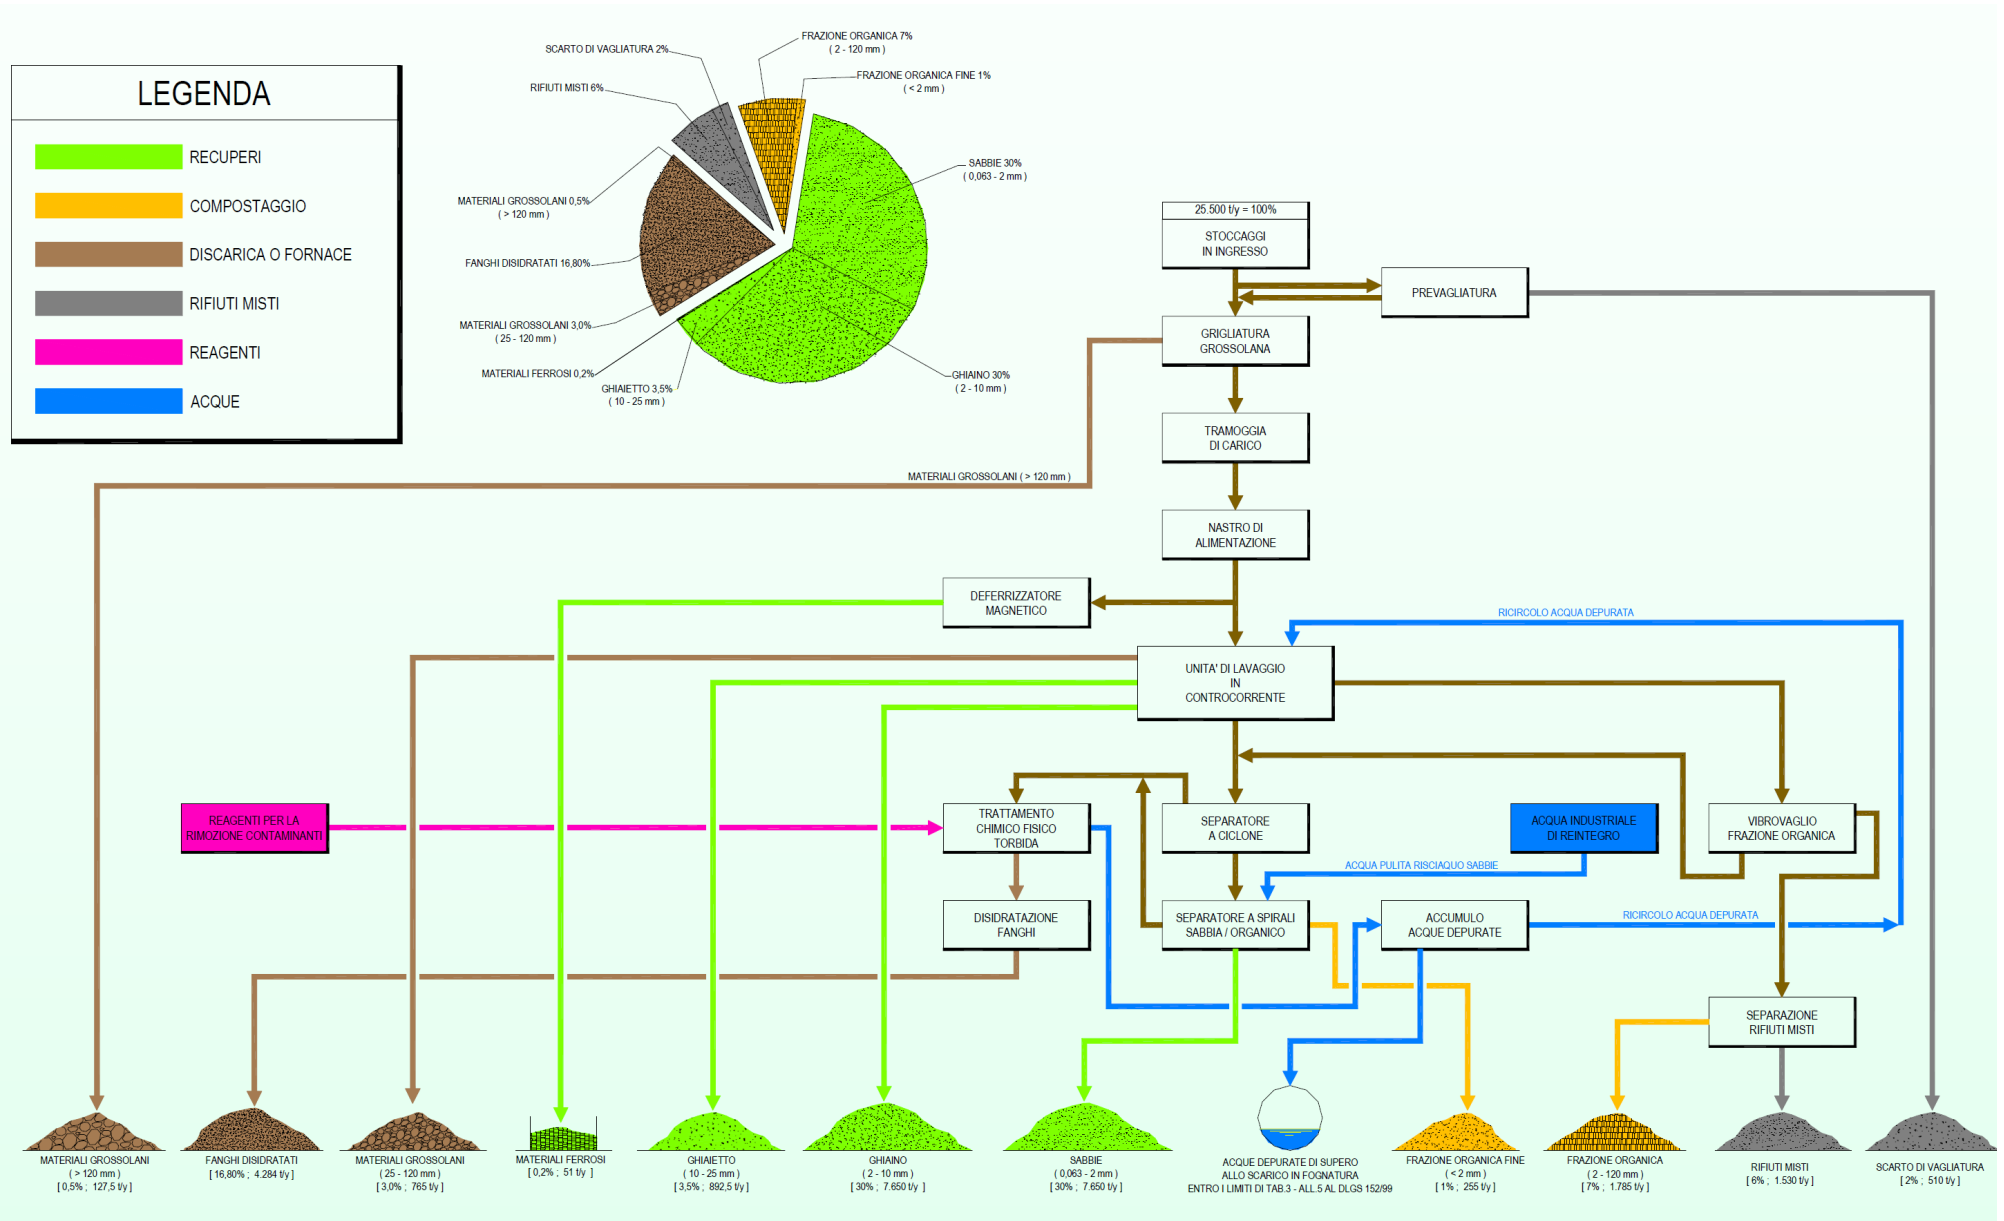 LEGENDA
RECUPERI
COMPOSTAGGIO
DISCARICA O FORNACE
RIFIUTI MISTI
REAGENTI
ACQUE
SCARTO DI VAGLIATURA 2%
FRAZIONE ORGANICA 7%
( 2 - 120 mm )
RIFIUTI MISTI 6%
FRAZIONE ORGANICA FINE 1%
( < 2 mm )
SABBIE 30%
( 0,063 - 2 mm )
MATERIALI GROSSOLANI 0,5%
( > 120 mm )
FANGHI DISIDRATATI 16,80%
MATERIALI GROSSOLANI 3,0%
( 25 - 120 mm )
MATERIALI FERROSI 0,2%
GHIAIETTO 3,5%
( 10 - 25 mm )
GHIAINO 30%
( 2 - 10 mm )
25.500 t/y = 100%
STOCCAGGI
IN INGRESSO
PREVAGLIATURA
GRIGLIATURA
GROSSOLANA
TRAMOGGIA
DI CARICO
MATERIALI GROSSOLANI ( > 120 mm )
NASTRO DI
ALIMENTAZIONE
DEFERRIZZATORE
MAGNETICO
RICIRCOLO ACQUA DEPURATA
UNITA' DI LAVAGGIO
IN
CONTROCORRENTE
REAGENTI PER LA
RIMOZIONE CONTAMINANTI
TRATTAMENTO
CHIMICO FISICO
TORBIDA
SEPARATORE
A CICLONE
ACQUA INDUSTRIALE
DI REINTEGRO
VIBROVAGLIO
FRAZIONE ORGANICA
ACQUA PULITA RISCIAQUO SABBIE
DISIDRATAZIONE
FANGHI
SEPARATORE A SPIRALI
SABBIA / ORGANICO
ACCUMULO
ACQUE DEPURATE
RICIRCOLO ACQUA DEPURATA
SEPARAZIONE
RIFIUTI MISTI
MATERIALI GROSSOLANI
( > 120 mm )
[ 0,5% ; 127,5 t/y ]
FANGHI DISIDRATATI
[ 16,80% ; 4.284 t/y ]
MATERIALI GROSSOLANI
( 25 - 120 mm )
[ 3,0% ; 765 t/y ]
MATERIALI FERROSI
[ 0,2% ; 51 t/y ]
GHIAIETTO
( 10 - 25 mm )
[ 3,5% ; 892,5 t/y ]
GHIAINO
( 2 - 10 mm )
[ 30% ; 7.650 t/y ]
SABBIE
( 0,063 - 2 mm )
[ 30% ; 7.650 t/y ]
ACQUE DEPURATE DI SUPERO
ALLO SCARICO IN FOGNATURA
ENTRO I LIMITI DI TAB.3 - ALL.5 AL DLGS 152/99
FRAZIONE ORGANICA FINE
( < 2 mm )
[ 1% ; 255 t/y ]
FRAZIONE ORGANICA
( 2 - 120 mm )
[ 7% ; 1.785 t/y ]
RIFIUTI MISTI
[ 6% ; 1.530 t/y ]
SCARTO DI VAGLIATURA
[ 2% ; 510 t/y ]